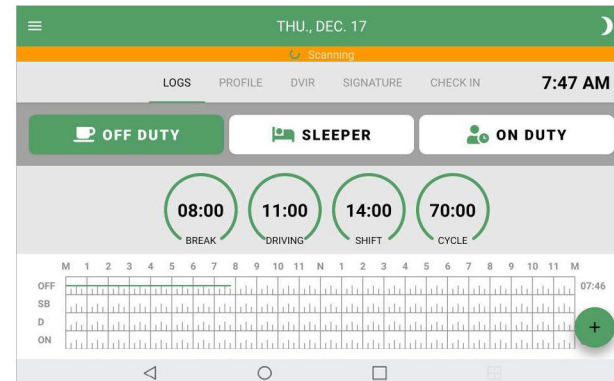 THU., DEC. 17
Scanning
LOGS PROFILE DVIR SIGNATURE CHECK IN 7:47 AM
OFF DUTY SLEEPER ON DUTY
08:00 11:00 14:00 70:00
BREAK DRIVING SHIFT CYCLE
M 1 2 3 4 5 6 7 8 9 10 11 N 1 2 3 4 5 6 7 8 9 10 11 M
OFF 07:46
SB
D
ON